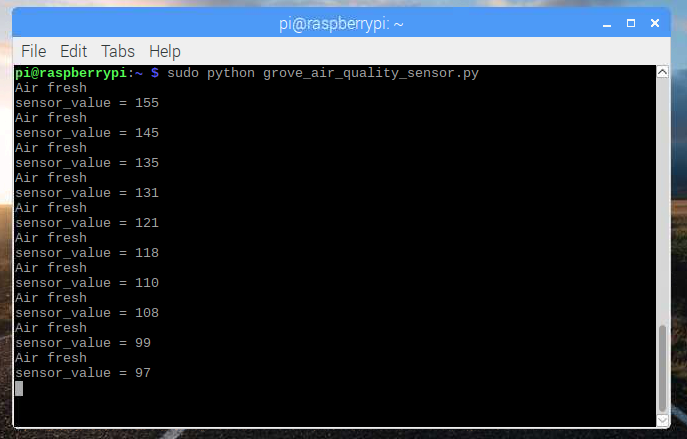 pi@raspberrypi: ~
File Edit Tabs Help
pi@raspberrypi:~ $ sudo python grove_air_quality_sensor.py
Air fresh
sensor_value = 155
Air fresh
sensor_value = 145
Air fresh
sensor_value = 135
Air fresh
sensor_value = 131
Air fresh
sensor_value = 121
Air fresh
sensor_value = 118
Air fresh
sensor_value = 110
Air fresh
sensor_value = 108
Air fresh
sensor_value = 99
Air fresh
sensor_value = 97